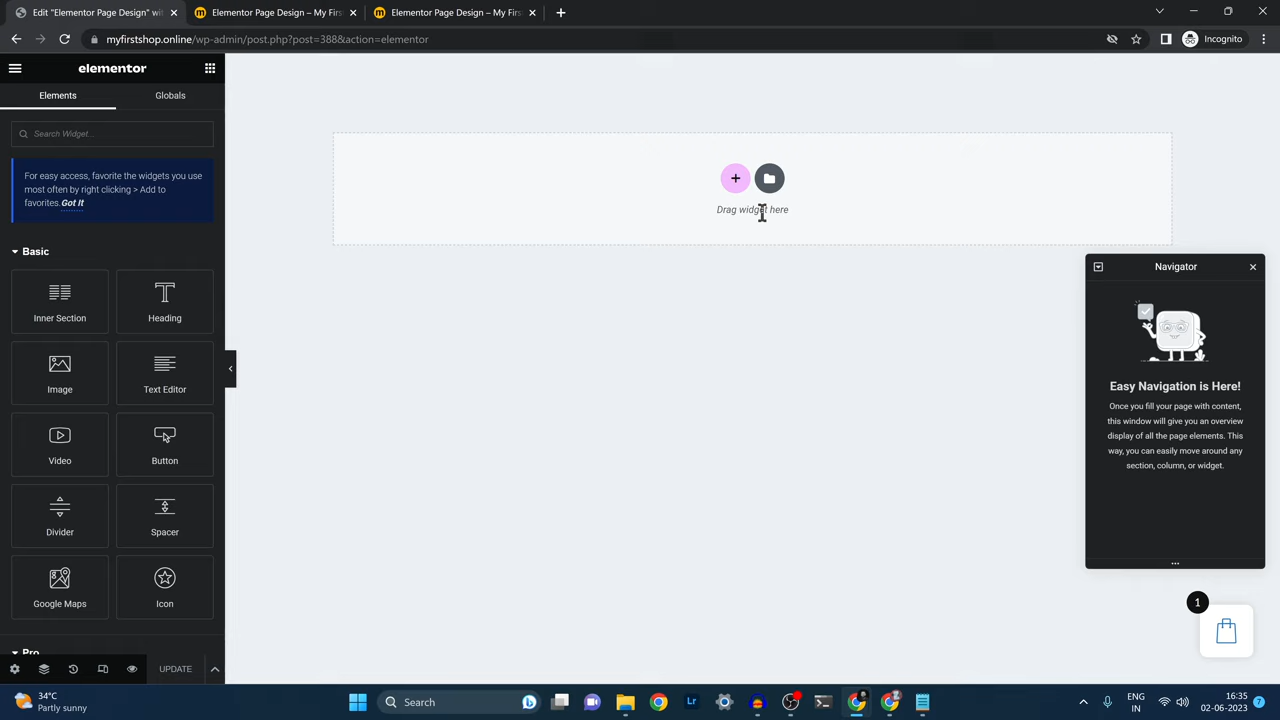 Edit "Elementor Page Design" wit
Elementor Page Design – My Firs
Elementor Page Design – My Firs
myfirstshop.online/wp-admin/post.php?post=388&action=elementor
Incognito
elementor
Elements
Globals
Search Widget...
For easy access, favorite the widgets you use
most often by right clicking > Add to
favorites. Got It
Basic
Inner Section
Heading
Image
Text Editor
Video
Button
Divider
Spacer
Google Maps
Icon
Pro
UPDATE
Drag widget here
Navigator
Easy Navigation is Here!
Once you fill your page with content,
this window will give you an overview
display of all the page elements. This
way, you can easily move around any
section, column, or widget.
1
34°C
Partly sunny
Search
Lr
ENG
IN
16:35
02-06-2023
7